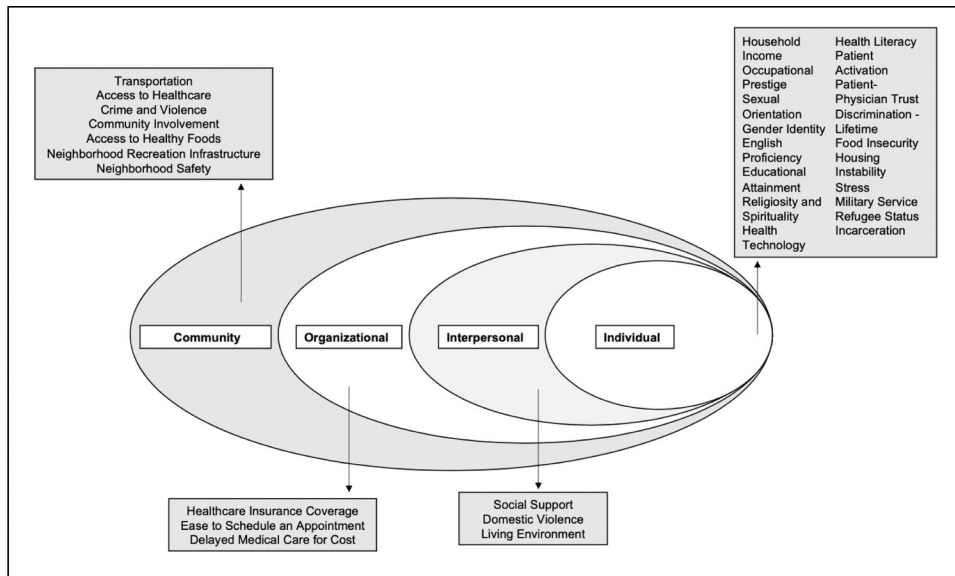 Transportation
Access to Healthcare
Crime and Violence
Community Involvement
Access to Healthy Foods
Neighborhood Recreation Infrastructure
Neighborhood Safety
Household
Income
Occupational
Prestige
Sexual
Orientation
Gender Identity
English
Proficiency
Educational
Attainment
Religiosity and
Spirituality
Health
Technology
Health Literacy
Patient
Activation
Patient-
Physician Trust
Discrimination -
Lifetime
Food Insecurity
Housing
Instability
Stress
Military Service
Refugee Status
Incarceration
Community
Organizational
Interpersonal
Individual
Healthcare Insurance Coverage
Ease to Schedule an Appointment
Delayed Medical Care for Cost
Social Support
Domestic Violence
Living Environment